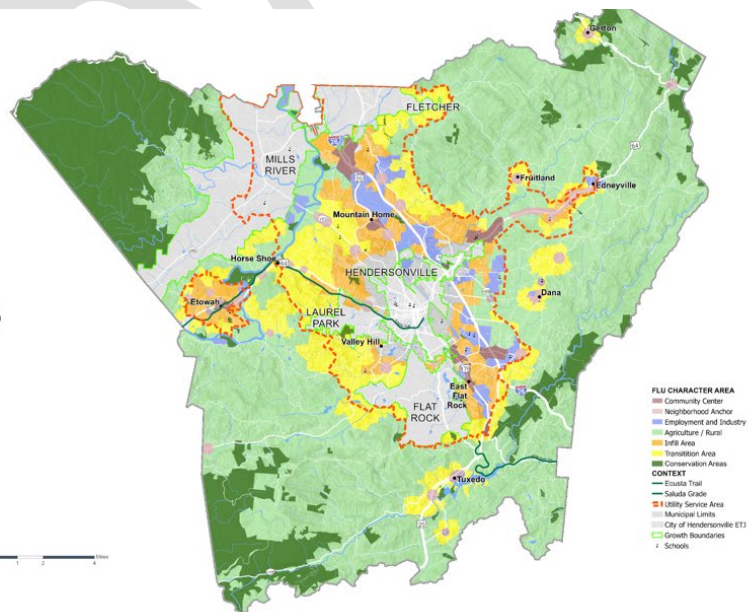 Gerton
FLETCHER
64
MILLS
RIVER
Fruitland
Edneyville
Mountain Home
Horse Shoe
HENDERSONVILLE
Etowah
Dana
LAUREL
PARK
Valley Hill
East
Flat
Rock
FLAT
ROCK
Tuxedo
FLU CHARACTER AREA
Community Center
Neighborhood Anchor
Employment and Industry
Agriculture / Rural
Infill Area
Transitition Area
Conservation Areas
CONTEXT
Ecusta Trail
Saluda Grade
Utility Service Area
Municipal Limits
City of Hendersonville ETJ
Growth Boundaries
Schools
1 2 4 Miles